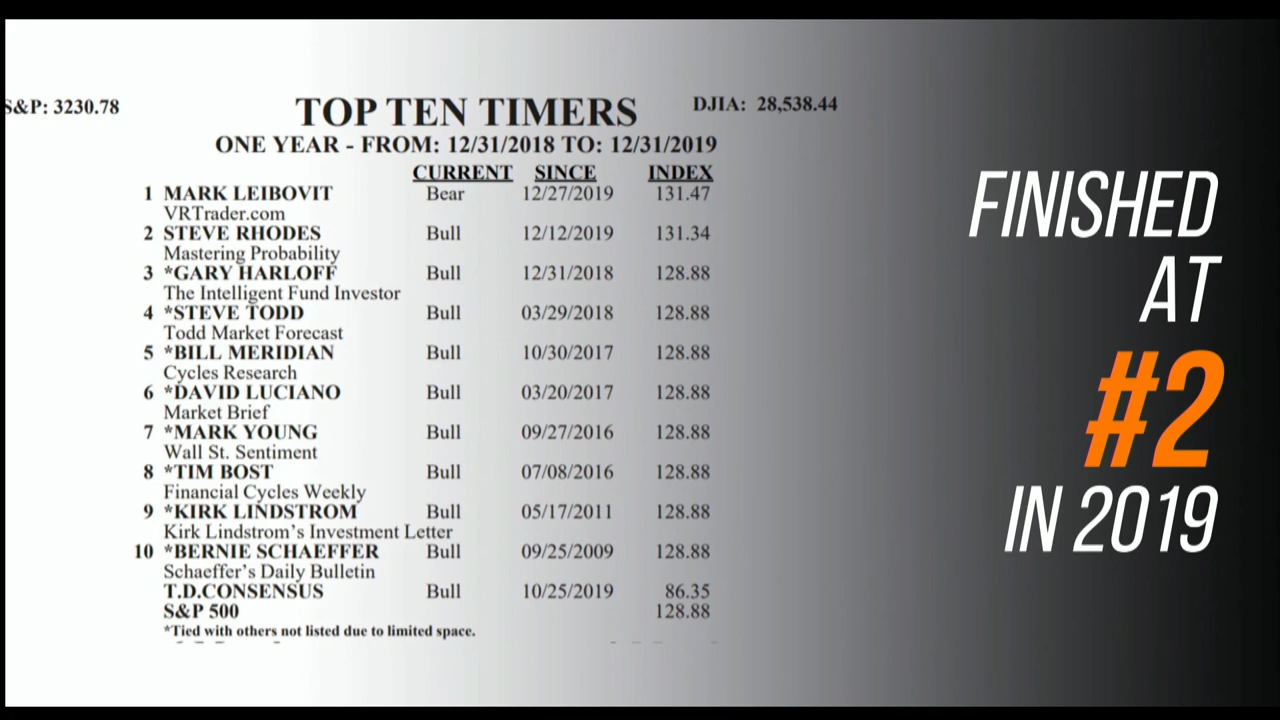 S&P: 3230.78
TOP TEN TIMERS
DJIA: 28,538.44
ONE YEAR - FROM: 12/31/2018 TO: 12/31/2019
CURRENT SINCE INDEX
1 MARK LEIBOVIT Bear 12/27/2019 131.47
VRTrader.com
2 STEVE RHODES Bull 12/12/2019 131.34
Mastering Probability
3 *GARY HARLOFF Bull 12/31/2018 128.88
The Intelligent Fund Investor
4 *STEVE TODD Bull 03/29/2018 128.88
Todd Market Forecast
5 *BILL MERIDIAN Bull 10/30/2017 128.88
Cycles Research
6 *DAVID LUCIANO Bull 03/20/2017 128.88
Market Brief
7 *MARK YOUNG Bull 09/27/2016 128.88
Wall St. Sentiment
8 *TIM BOST Bull 07/08/2016 128.88
Financial Cycles Weekly
9 *KIRK LINDSTROM Bull 05/17/2011 128.88
Kirk Lindstrom's Investment Letter
10 *BERNIE SCHAEFFER Bull 09/25/2009 128.88
Schaeffer's Daily Bulletin
T.D.CONSENSUS Bull 10/25/2019 86.35
S&P 500 128.88
*Tied with others not listed due to limited space.
FINISHED
AT
#2
IN 2019